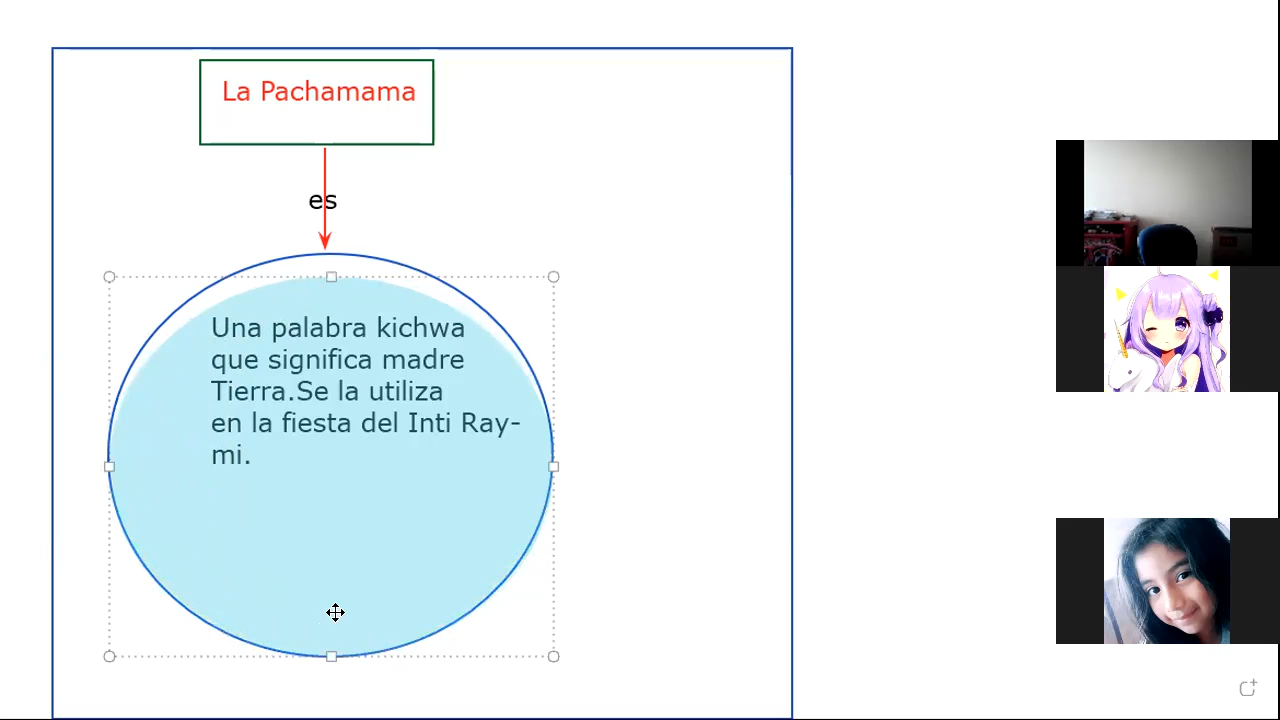 La Pachamama
es
Una palabra kichwa
que significa madre
Tierra.Se la utiliza
en la fiesta del Inti Ray-
mi.